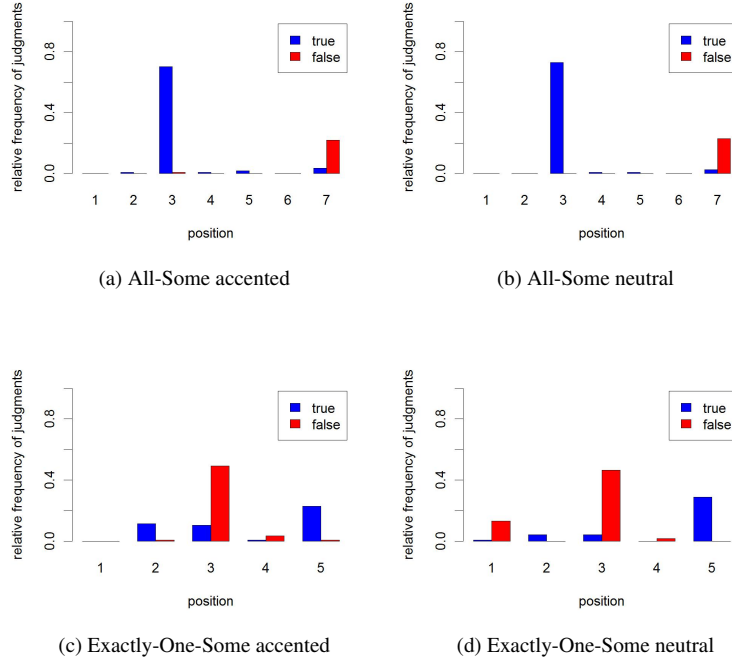 relative frequency of judgments
0.0 0.4 0.8
true
false
1 2 3 4 5 6 7
position
(a) All-Some accented
relative frequency of judgments
0.0 0.4 0.8
true
false
1 2 3 4 5 6 7
position
(b) All-Some neutral
relative frequency of judgments
0.0 0.4 0.8
true
false
1 2 3 4 5
position
(c) Exactly-One-Some accented
relative frequency of judgments
0.0 0.4 0.8
true
false
1 2 3 4 5
position
(d) Exactly-One-Some neutral